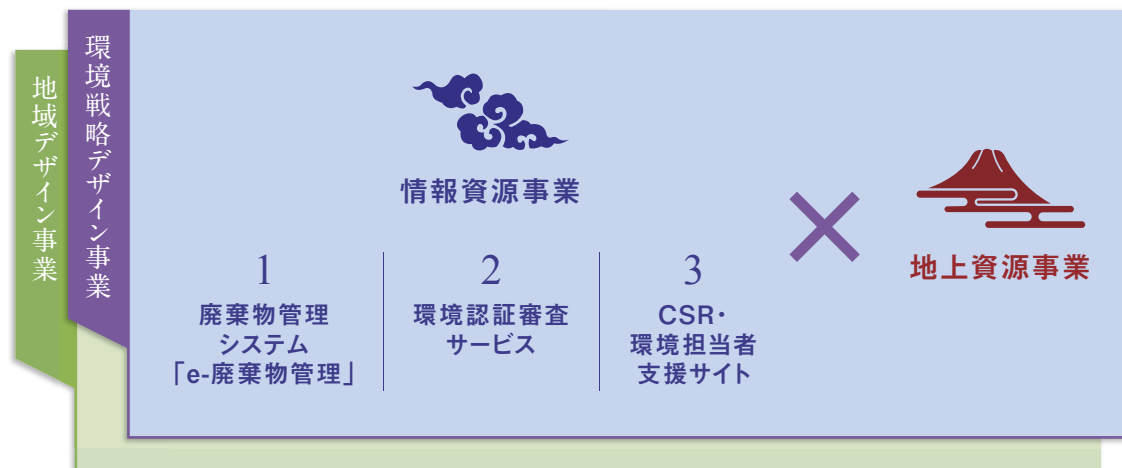 地域デザイン事業
環境戦略デザイン事業
情報資源事業
×
地上資源事業
1
廃棄物管理
システム
「e-廃棄物管理」
2
環境認証審査
サービス
3
CSR・
環境担当者
支援サイト